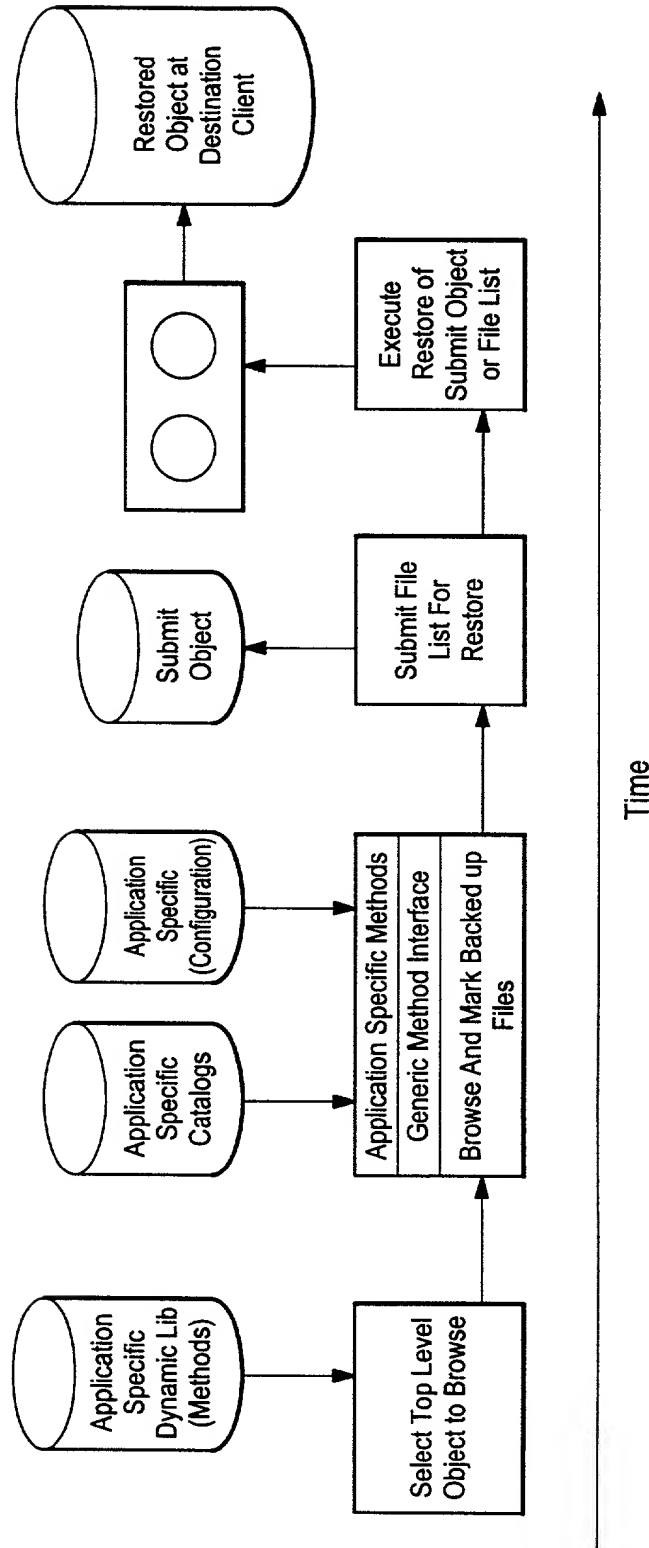 Application
Specific
Dynamic Lib
(Methods)
Select Top Level
Object to Browse
Application
Specific
Catalogs
Application
Specific
(Configuration)
Application Specific Methods
Generic Method Interface
Browse And Mark Backed up
Files
Submit
Object
Submit File
List For
Restore
Execute
Restore of
Submit Object
or File List
Restored
Object at
Destination
Client
Time